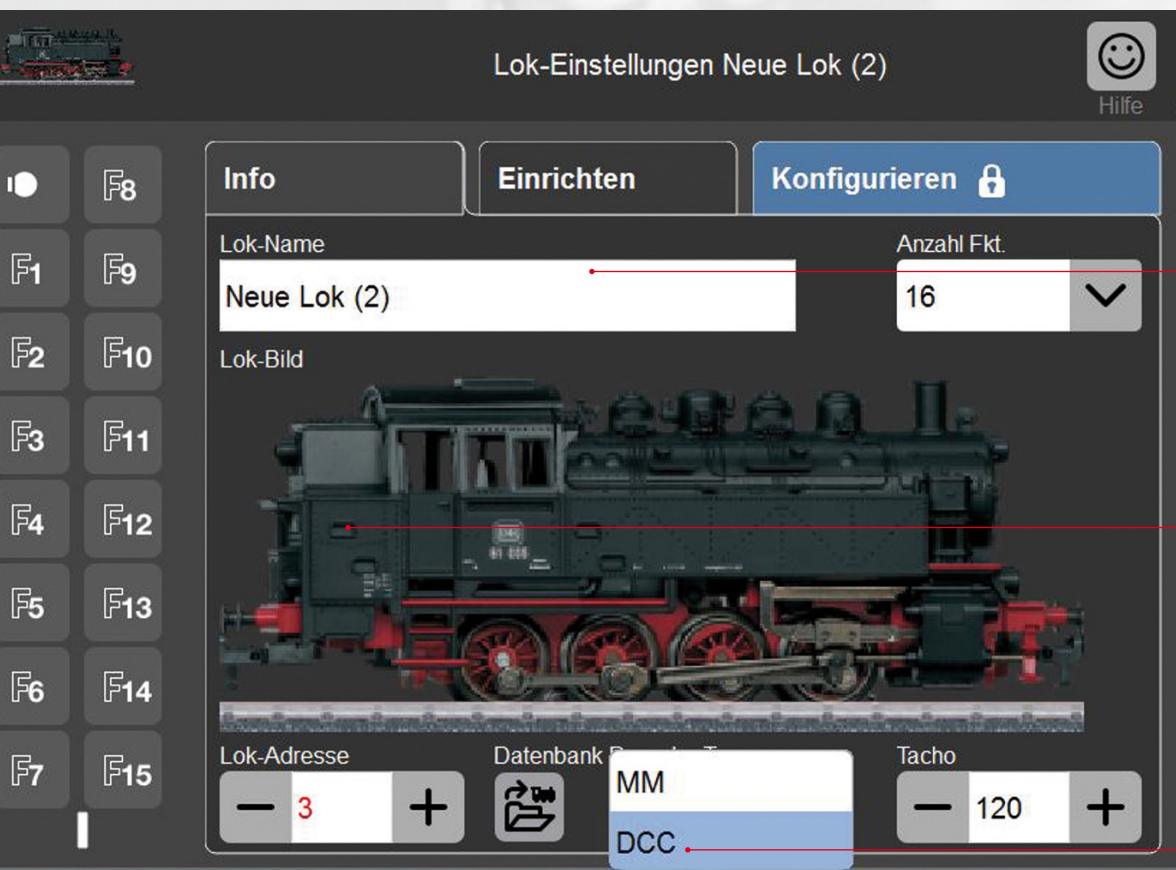 Lok-Einstellungen Neue Lok (2)
Hilfe
Info
Einrichten
Konfigurieren
F8
F1
F9
F2
F10
F3
F11
F4
F12
F5
F13
F6
F14
F7
F15
Lok-Name
Anzahl Fkt.
Neue Lok (2)
16
Lok-Bild
Lok-Adresse
Datenbank
Tacho
3
MM
DCC
120